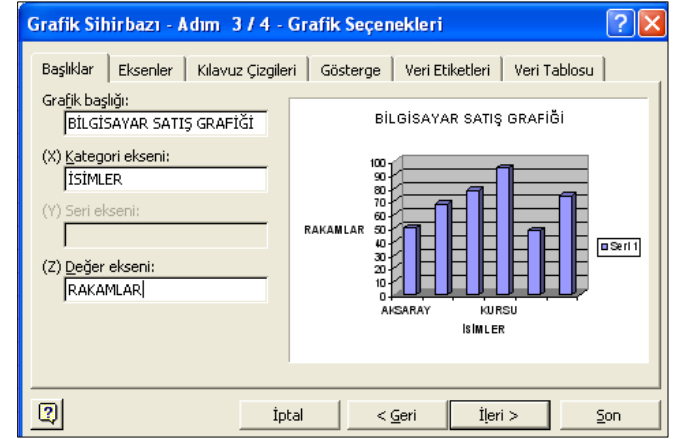 Grafik Sihirbazı - Adım 3 / 4 - Grafik Seçenekleri
Başlıklar Eksenler Kılavuz Çizgileri Gösterge Veri Etiketleri Veri Tablosu
Grafik başlığı:
BİLGİSAYAR SATIŞ GRAFİĞİ
(X) Kategori ekseni:
İSİMLER
(Y) Seri ekseni:
(Z) Değer ekseni:
RAKAMLAR
BİLGİSAYAR SATIŞ GRAFİĞİ
100
90
80
70
60
50
40
30
20
10
0
RAKAMLAR
AKSARAY KURSU
İSİMLER
Seri 1
İptal < Geri İleri > Son